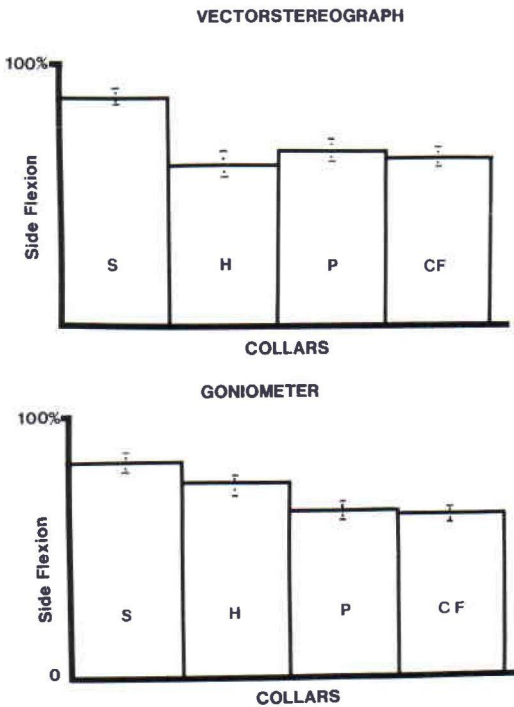 VECTORSTEREOGRAPH
100%
Side Flexion
S H P CF
COLLARS
GONIOMETER
100%
Side Flexion
S H P CF
0
COLLARS